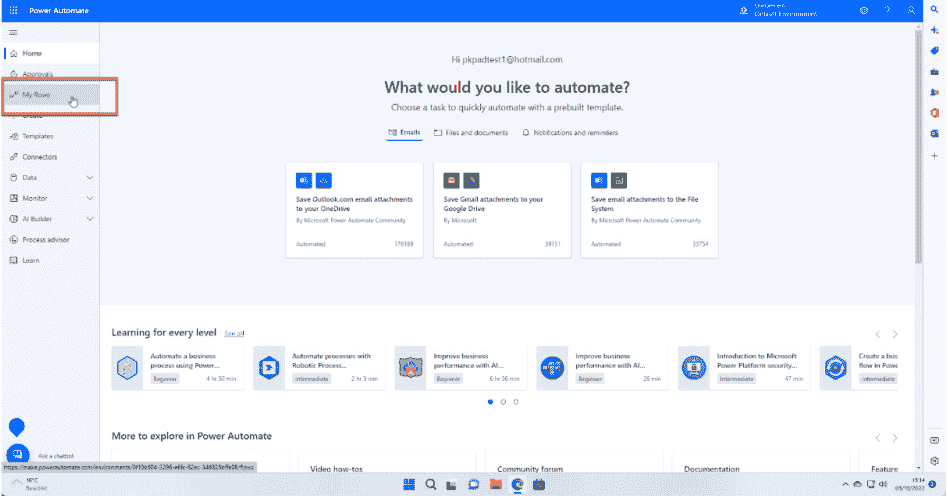 Power Automate
Default Environment
Home
Approvals
My flows
Create
Templates
Connectors
Data
Monitor
AI Builder
Process advisor
Learn
Hi pkpadtest1@hotmail.com
What would you like to automate?
Choose a task to quickly automate with a prebuilt template.
Emails
Files and documents
Notifications and reminders
Save Outlook.com email attachments
to your OneDrive
By Microsoft Power Automate Community
Automated
Save Gmail attachments to your
Google Drive
By Microsoft
Automated
39151
Save email attachments to the File
System
By Microsoft Power Automate Community
Automated
33754
Learning for every level
See all
Automate a business
process using Power...
Beginner
4 hr 50 min
Automate processes with
Robotic Process...
Intermediate
2 hr 5 min
Improve business
performance with AI...
Beginner
6 hr 56 min
Improve business
performance with AI...
Beginner
26 min
Introduction to Microsoft
Power Platform security...
Intermediate
47 min
Create a bus
flow in Powe
Intermediate
More to explore in Power Automate
Ask a chatbot
Video how-tos
Community forum
Documentation
Feature
13:14
05/10/2022